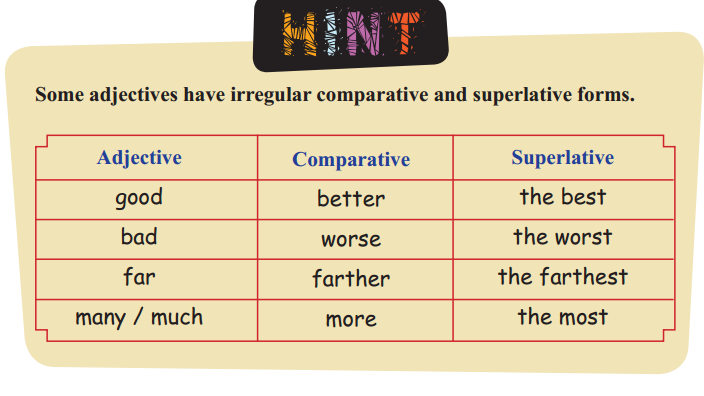 HINT
Some adjectives have irregular comparative and superlative forms.
Adjective Comparative Superlative
good better the best
bad worse the worst
far farther the farthest
many / much more the most